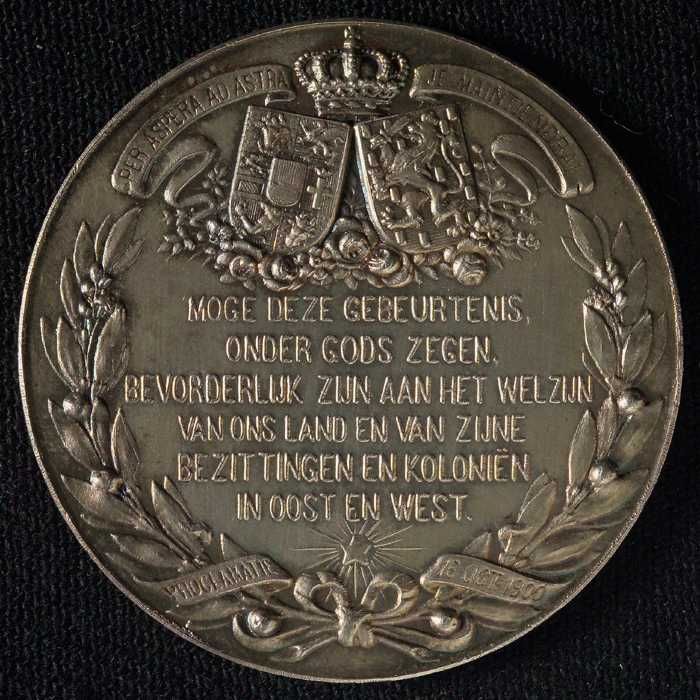 PER ASPERA AD ASTRA
JE MAINTIENDRAI
MOGE DEZE GEBEURTENIS,
ONDER GODS ZEGEN,
BEVORDERLIJK ZIJN AAN HET WELZIJN
VAN ONS LAND EN VAN ZIJNE
BEZITTINGEN EN KOLONIËN
IN OOST EN WEST.
PROCLAMATIE
16 OCT. 1900